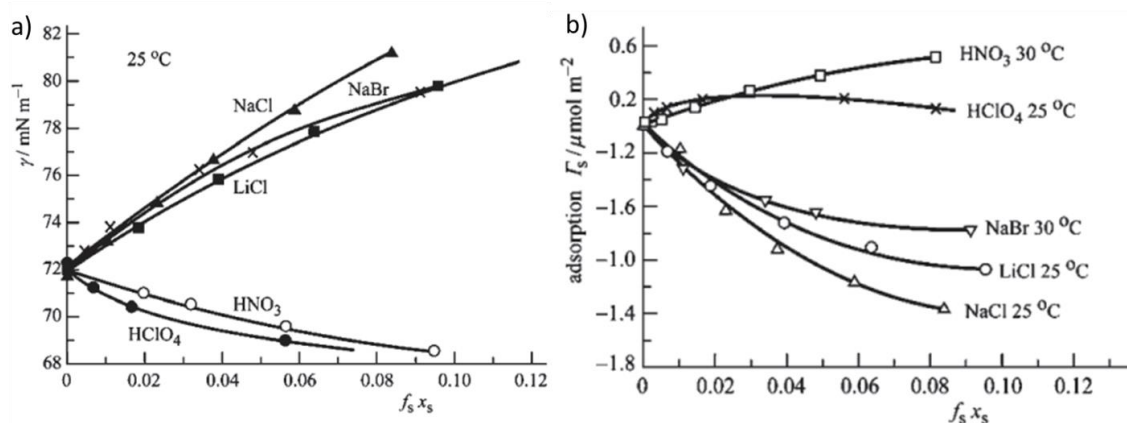 a)
25 °C
γ / mN m⁻¹
82
80
78
76
74
72
70
68
NaCl
NaBr
LiCl
HNO₃
HClO₄
0 0.02 0.04 0.06 0.08 0.10 0.12
fₛ xₛ
b)
adsorption Γₛ / μmol m⁻²
0.6
0.2
−1.2
−1.6
−1.0
−1.4
−1.8
HNO₃ 30 °C
HClO₄ 25 °C
NaBr 30 °C
LiCl 25 °C
NaCl 25 °C
0 0.02 0.04 0.06 0.08 0.10 0.12
fₛ xₛ